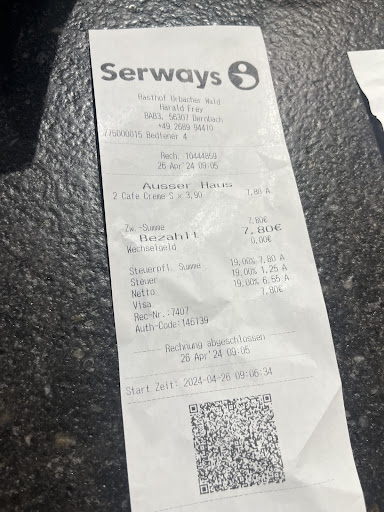 Serways
Rasthof Urbacher Wald
Harald Frey
BAB3, 56307 Dernbach
+49 2689 94410
775000015 Bediener 4
Rech. 10444859
26 Apr'24 09:05
Ausser Haus
2 Cafe Creme S x 3,90 7,80 A
Zw.-Summe 7,80€
Bezahlt 7,80€
Wechselgeld 0,00€
Steuerpfl. Summe 19,00% 7,80 A
Steuer 19,00% 1,25 A
Netto 19,00% 6,55 A
Visa 7,80€
Rec-Nr.:7407
Auth-Code:146139
Rechnung abgeschlossen
26 Apr'24 09:05
Start Zeit: 2024-04-26 09:06:34